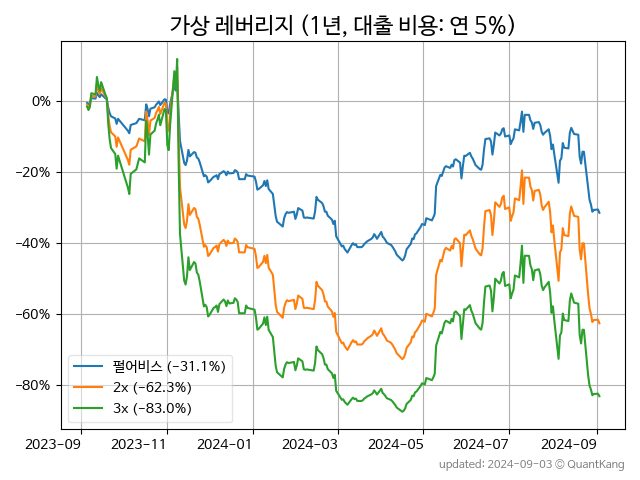 가상 레버리지 (1년, 대출 비용: 연 5%)
0%
−20%
−40%
−60%
−80%
펄어비스 (−31.1%)
2x (−62.3%)
3x (−83.0%)
2023-09
2023-11
2024-01
2024-03
2024-05
2024-07
2024-09
updated: 2024-09-03 © QuantKang